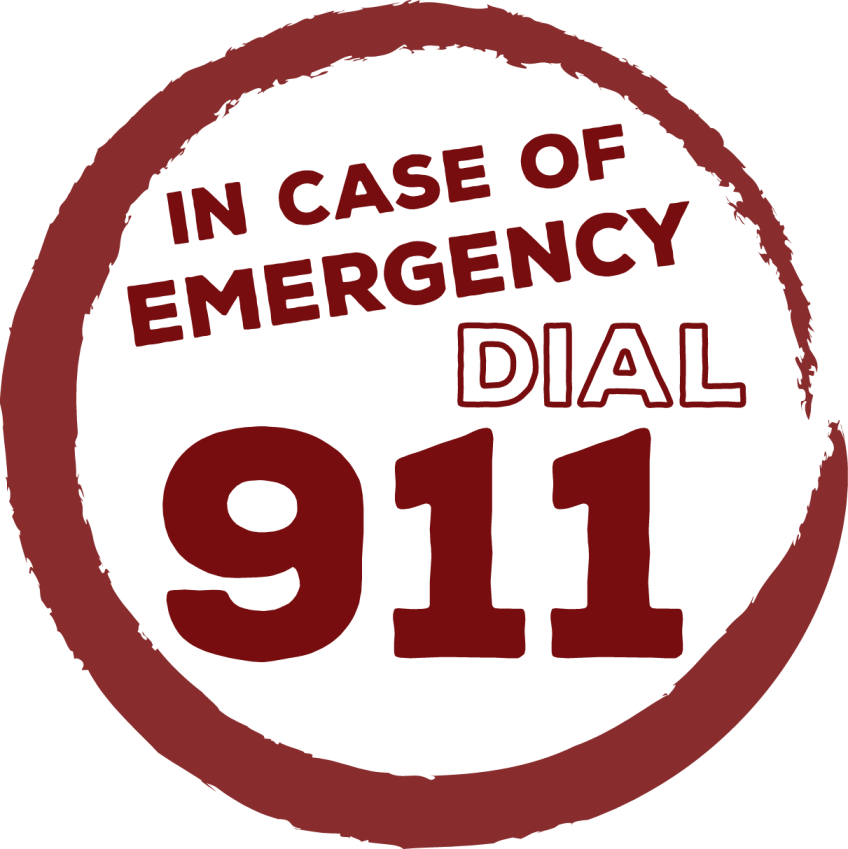 IN CASE OF
EMERGENCY
DIAL
911